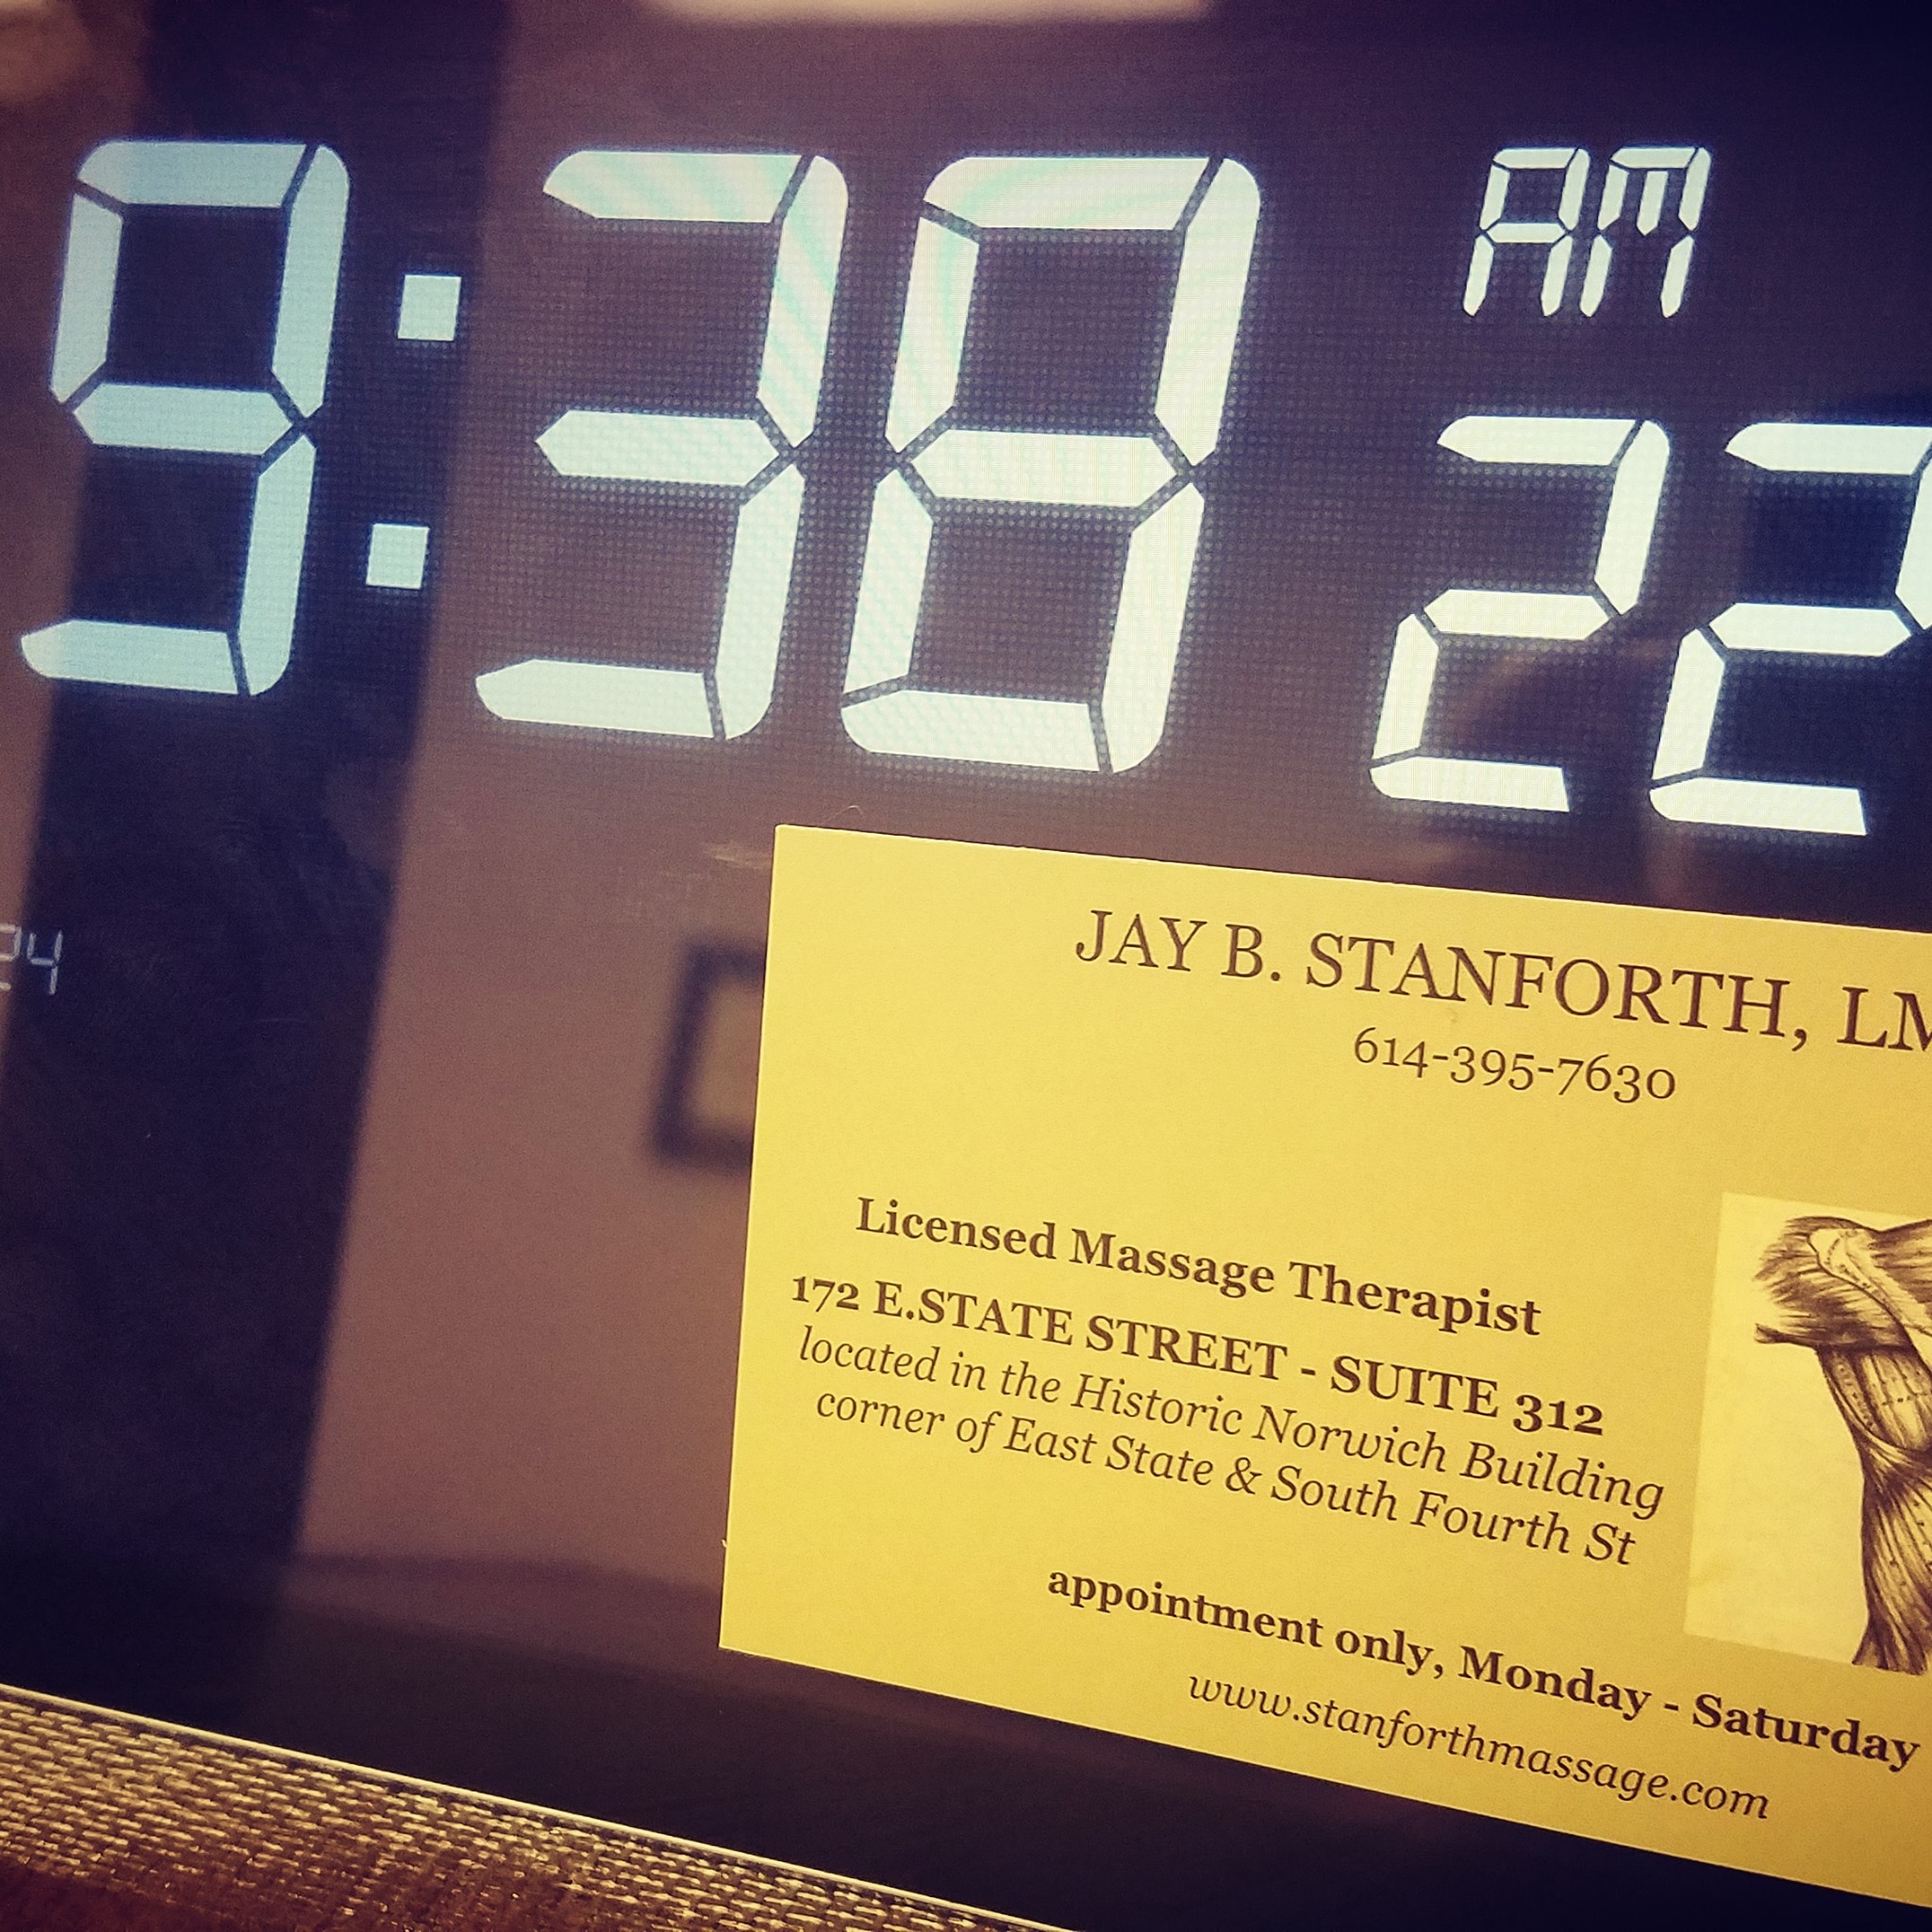 9:38 AM
22
24
JAY B. STANFORTH, LM
614-395-7630
Licensed Massage Therapist
172 E.STATE STREET - SUITE 312
located in the Historic Norwich Building
corner of East State & South Fourth St
appointment only, Monday - Saturday
www.stanforthmassage.com